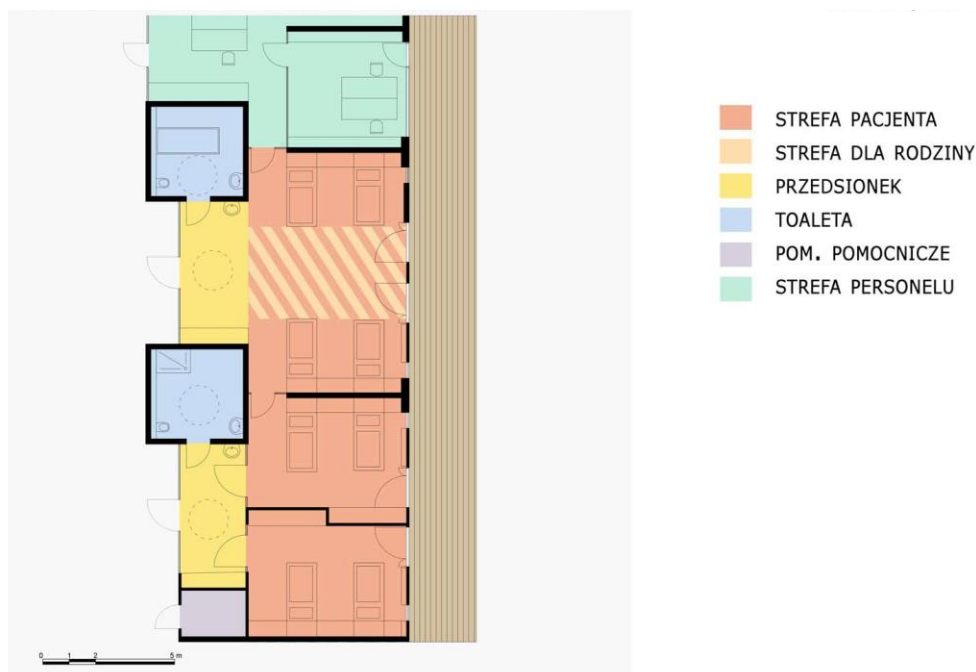 STREFA PACJENTA
STREFA DLA RODZINY
PRZEDSIONEK
TOALETA
POM. POMOCNICZE
STREFA PERSONELU
0 1 2 5 m